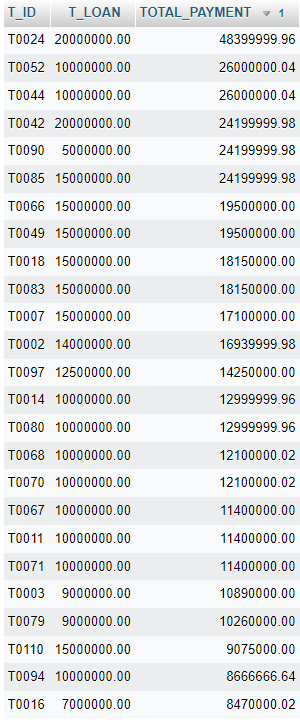 T_ID T_LOAN TOTAL_PAYMENT 1
T0024 20000000.00 48399999.96
T0052 10000000.00 26000000.04
T0044 10000000.00 26000000.04
T0042 20000000.00 24199999.98
T0090 5000000.00 24199999.98
T0085 15000000.00 24199999.98
T0066 15000000.00 19500000.00
T0049 15000000.00 19500000.00
T0018 15000000.00 18150000.00
T0083 15000000.00 18150000.00
T0007 15000000.00 17100000.00
T0002 14000000.00 16939999.98
T0097 12500000.00 14250000.00
T0014 10000000.00 12999999.96
T0080 10000000.00 12999999.96
T0068 10000000.00 12100000.02
T0070 10000000.00 12100000.02
T0067 10000000.00 11400000.00
T0011 10000000.00 11400000.00
T0071 10000000.00 11400000.00
T0003 9000000.00 10890000.00
T0079 9000000.00 10260000.00
T0110 15000000.00 9075000.00
T0094 10000000.00 8666666.64
T0016 7000000.00 8470000.02